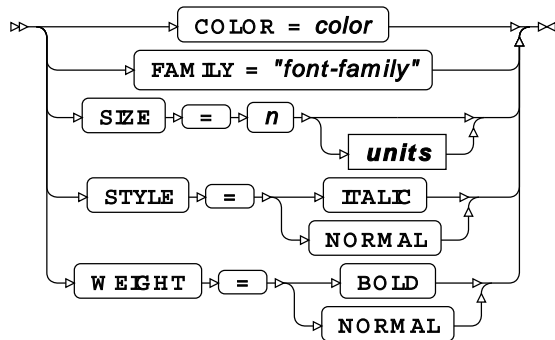 COLOR = color
FAMILY = "font-family"
SIZE = n
units
STYLE = ITALIC
NORMAL
WEIGHT = BOLD
NORMAL